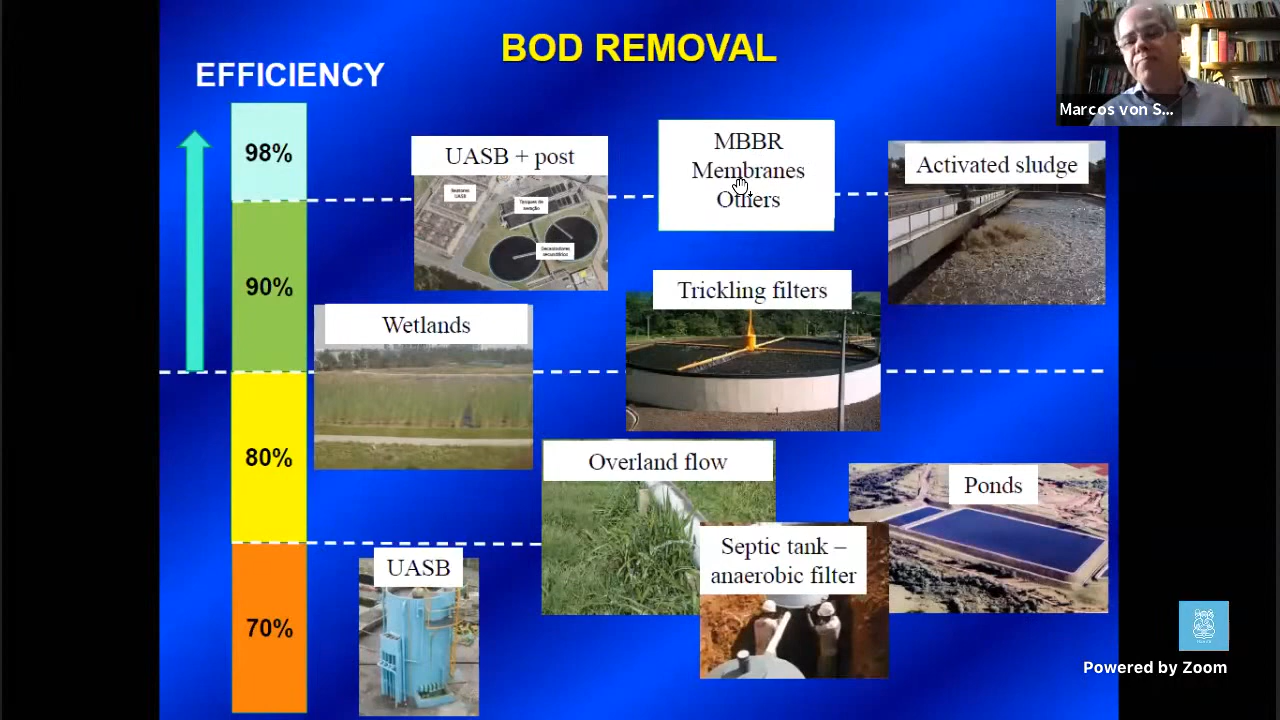 BOD REMOVAL
EFFICIENCY
Marcos von S...
98%
UASB + post
MBBR
Membranes
Others
Activated sludge
90%
Trickling filters
Wetlands
80%
Overland flow
Ponds
Septic tank –
anaerobic filter
UASB
70%
Powered by Zoom